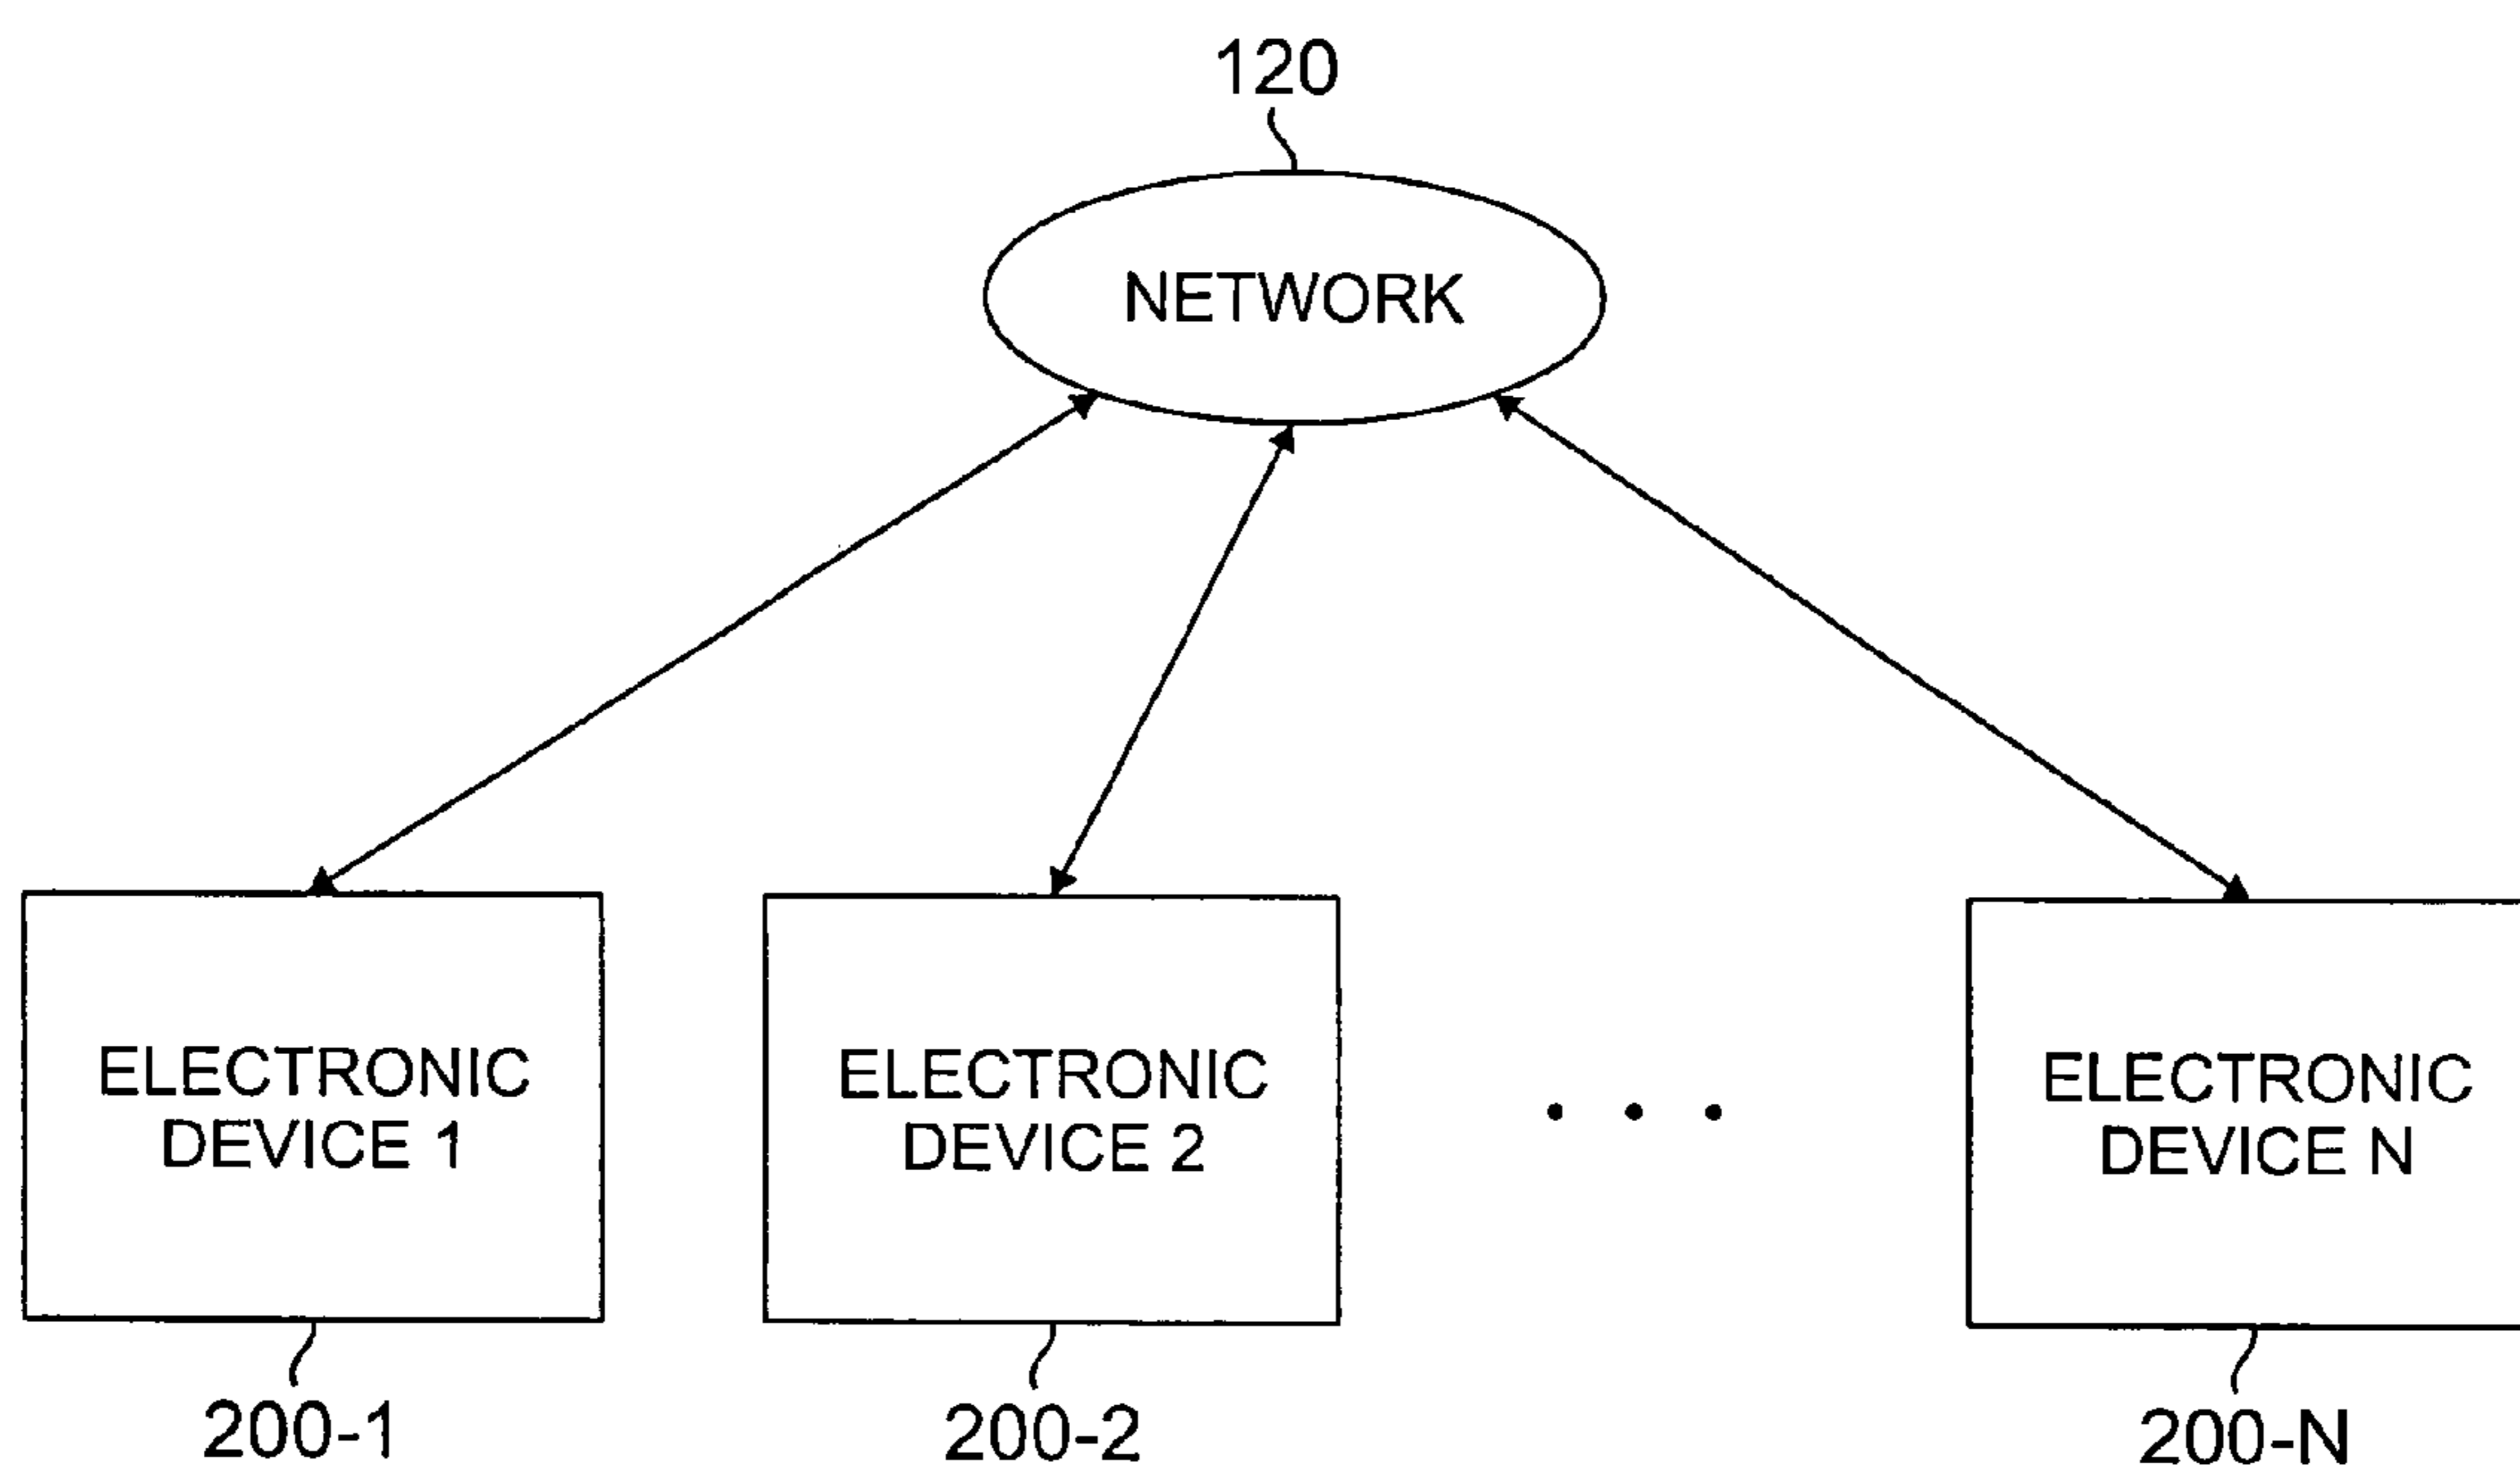 120
NETWORK
ELECTRONIC
DEVICE 1
ELECTRONIC
DEVICE 2
. . .
ELECTRONIC
DEVICE N
200-1
200-2
200-N